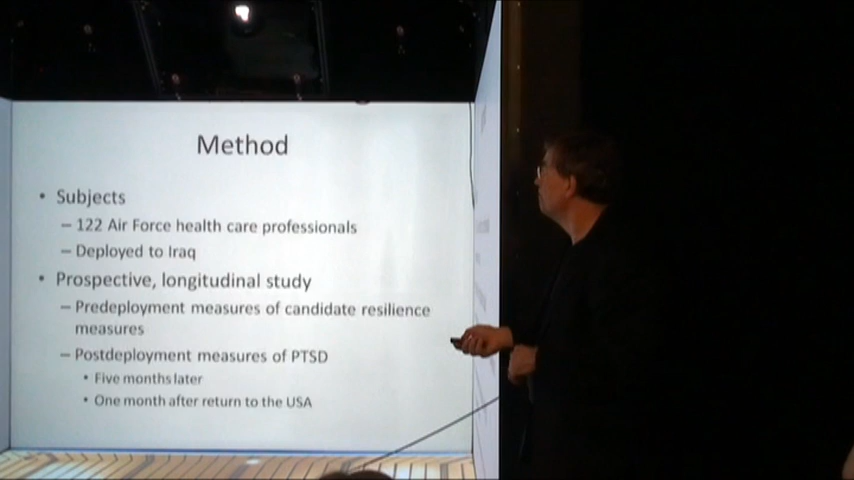 Method
• Subjects
– 122 Air Force health care professionals
– Deployed to Iraq
• Prospective, longitudinal study
– Predeployment measures of candidate resilience
measures
– Postdeployment measures of PTSD
• Five months later
• One month after return to the USA